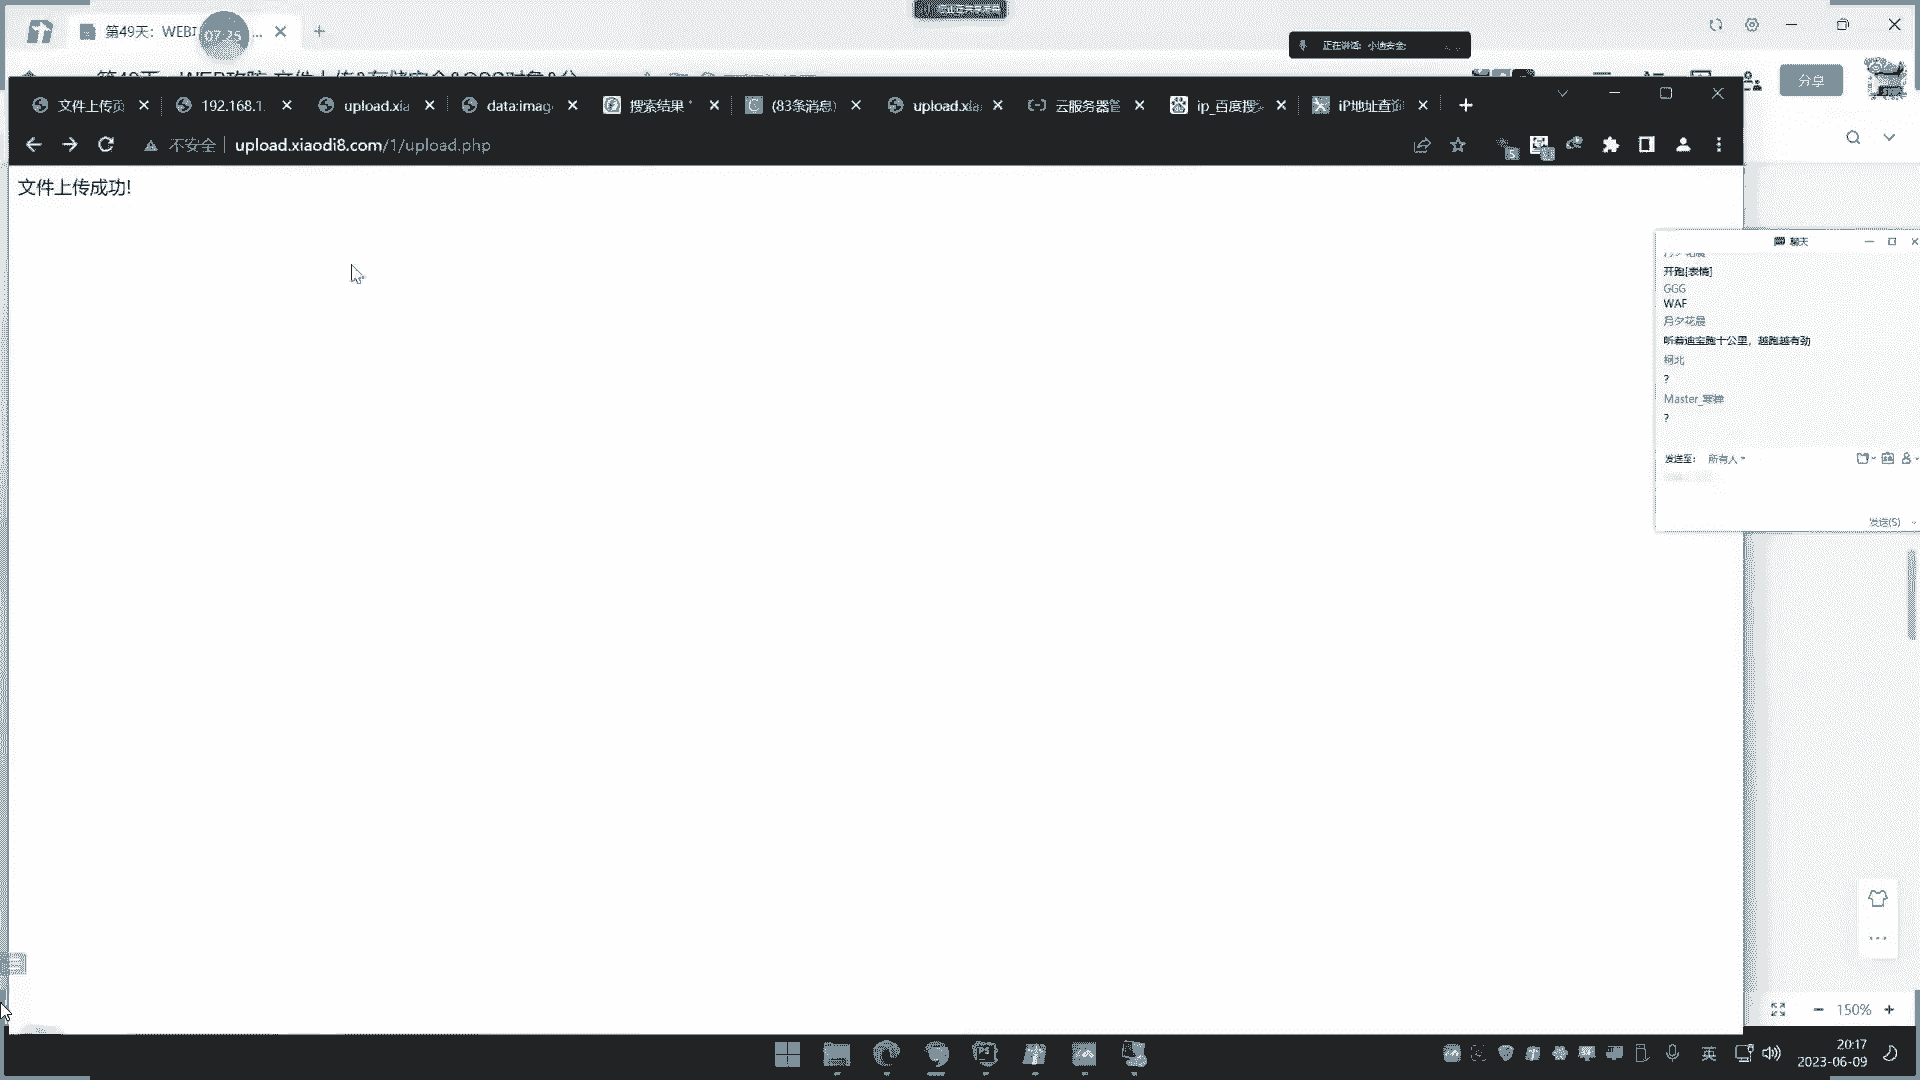 第49天：WEBI
07:25
...
正在讲话: 小迪安全;
分享
文件上传页
192.168.1.
upload.xia
data:imag
搜索结果
(83条消息)
upload.xia
云服务器管
ip_百度搜
iP地址查询
不安全
upload.xiaodi8.com/1/upload.php
文件上传成功!
聊天
开跑[表情]
GGG
WAF
月夕花晨
听着迪宝跑十公里，越跑越有劲
柯北
?
Master_寒蝉
?
发送至:
所有人
发送(S)
150%
英
20:17
2023-06-09